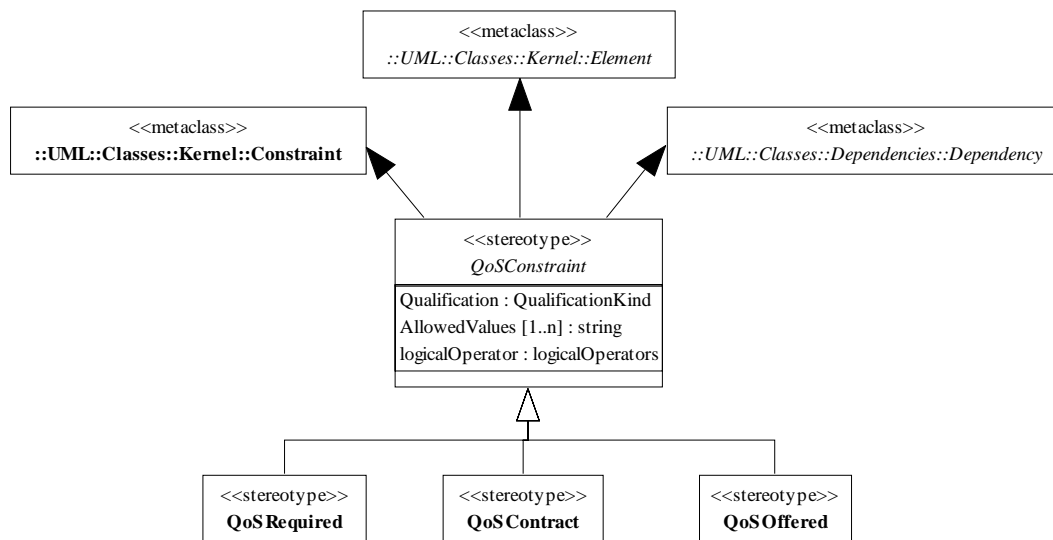 <<metaclass>>
::UML::Classes::Kernel::Element
<<metaclass>>
::UML::Classes::Kernel::Constraint
<<metaclass>>
::UML::Classes::Dependencies::Dependency
<<stereotype>>
QoSConstraint
Qualification : QualificationKind
AllowedValues [1..n] : string
logicalOperator : logicalOperators
<<stereotype>>
QoSRequired
<<stereotype>>
QoSContract
<<stereotype>>
QoSOffered